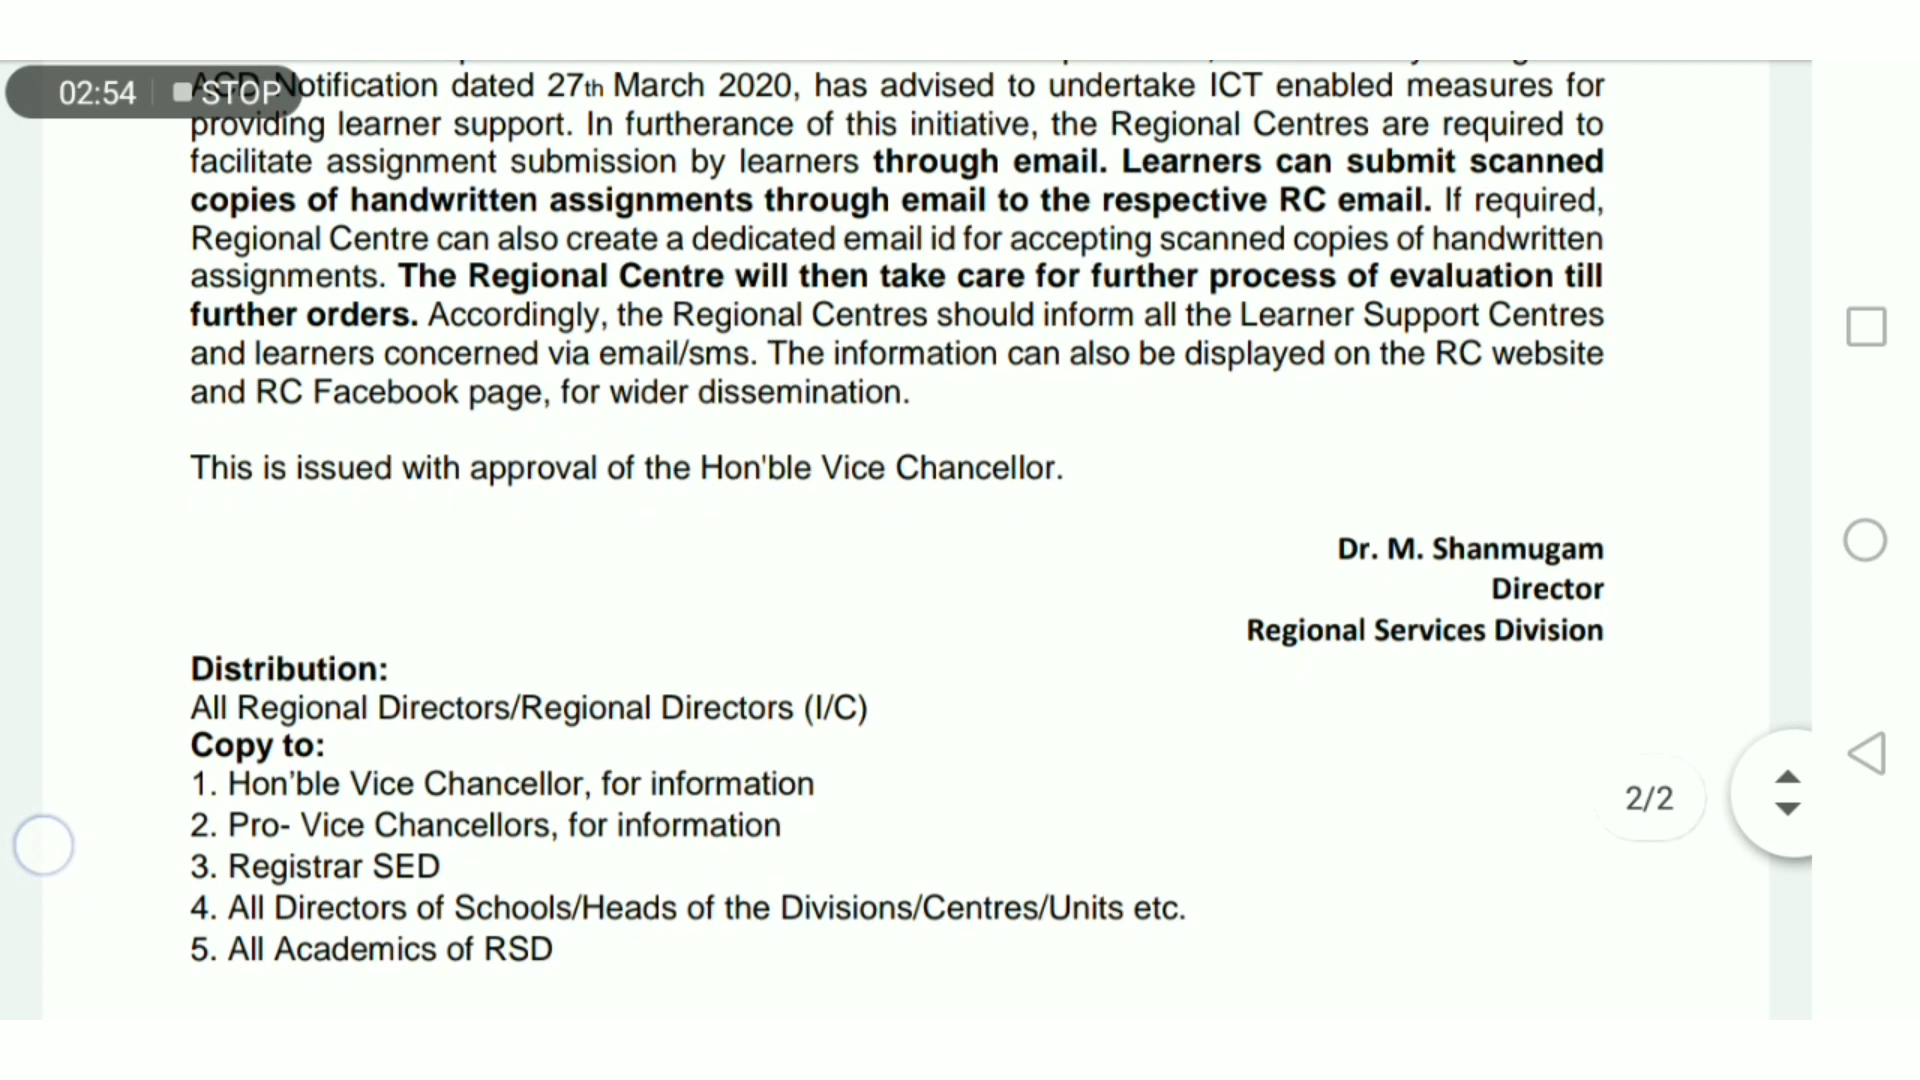 02:54 STOP
Notification dated 27th March 2020, has advised to undertake ICT enabled measures for
providing learner support. In furtherance of this initiative, the Regional Centres are required to
facilitate assignment submission by learners through email. Learners can submit scanned
copies of handwritten assignments through email to the respective RC email. If required,
Regional Centre can also create a dedicated email id for accepting scanned copies of handwritten
assignments. The Regional Centre will then take care for further process of evaluation till
further orders. Accordingly, the Regional Centres should inform all the Learner Support Centres
and learners concerned via email/sms. The information can also be displayed on the RC website
and RC Facebook page, for wider dissemination.
This is issued with approval of the Hon'ble Vice Chancellor.
Dr. M. Shanmugam
Director
Regional Services Division
Distribution:
All Regional Directors/Regional Directors (I/C)
Copy to:
1. Hon’ble Vice Chancellor, for information
2. Pro- Vice Chancellors, for information
3. Registrar SED
4. All Directors of Schools/Heads of the Divisions/Centres/Units etc.
5. All Academics of RSD
2/2